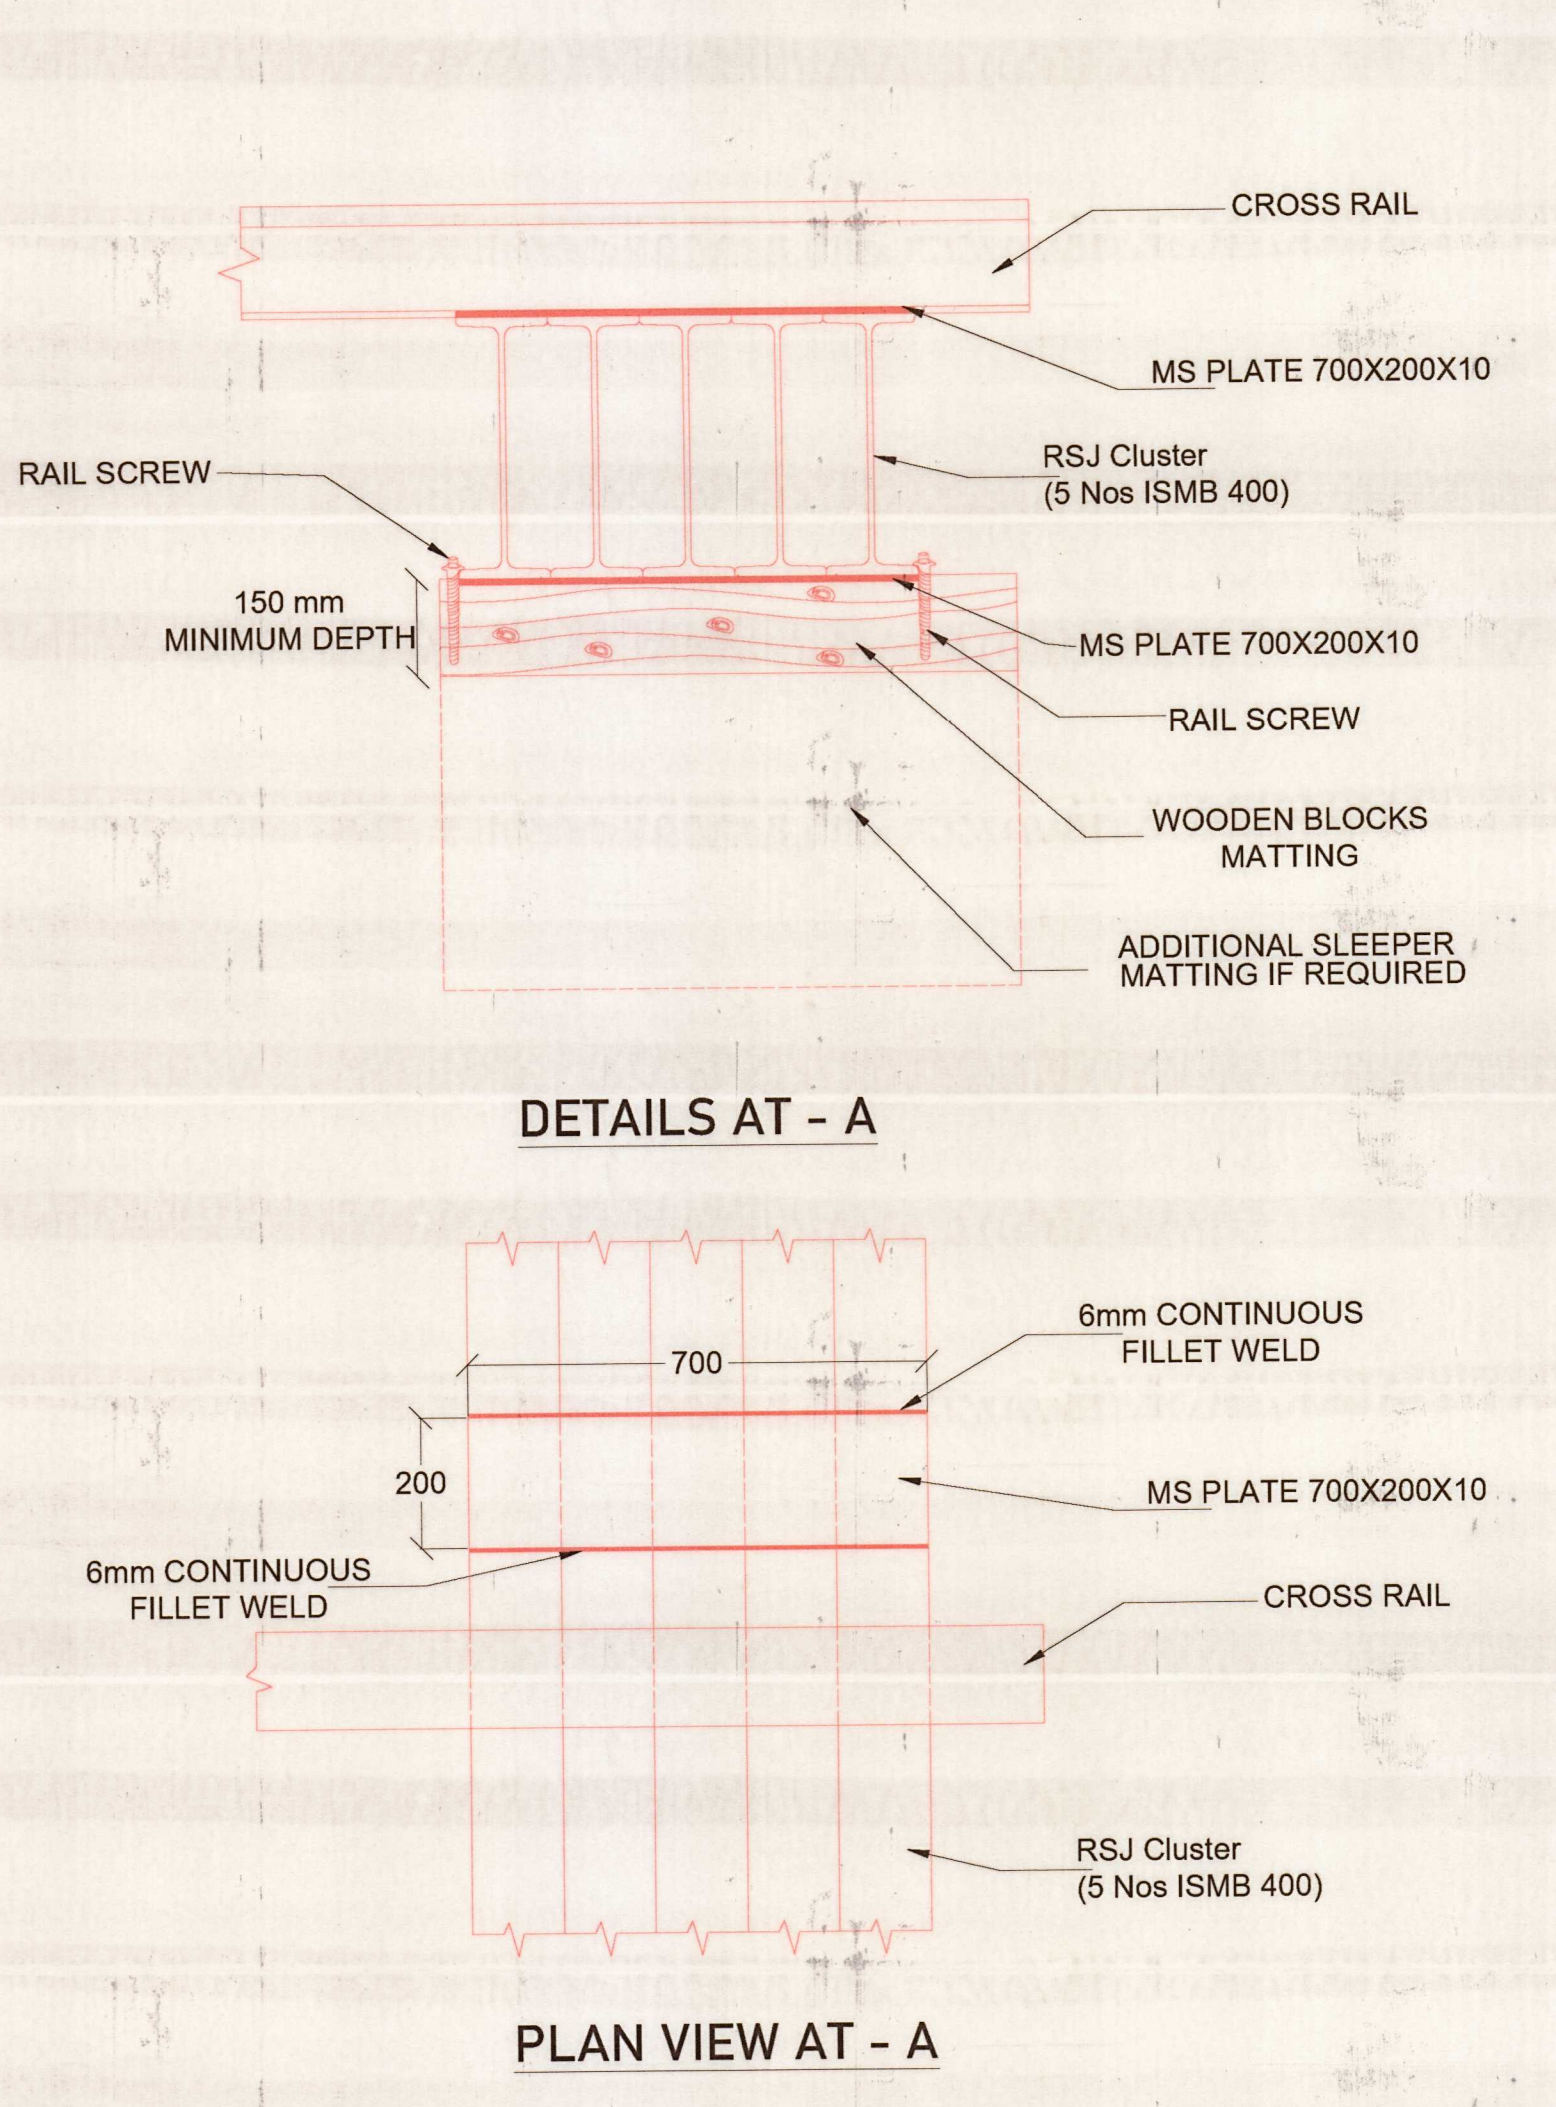 CROSS RAIL
MS PLATE 700X200X10
RSJ Cluster
(5 Nos ISMB 400)
RAIL SCREW
150 mm
MINIMUM DEPTH
MS PLATE 700X200X10
RAIL SCREW
WOODEN BLOCKS
MATTING
ADDITIONAL SLEEPER
MATTING IF REQUIRED
DETAILS AT - A
6mm CONTINUOUS
FILLET WELD
700
200
MS PLATE 700X200X10
6mm CONTINUOUS
FILLET WELD
CROSS RAIL
RSJ Cluster
(5 Nos ISMB 400)
PLAN VIEW AT - A